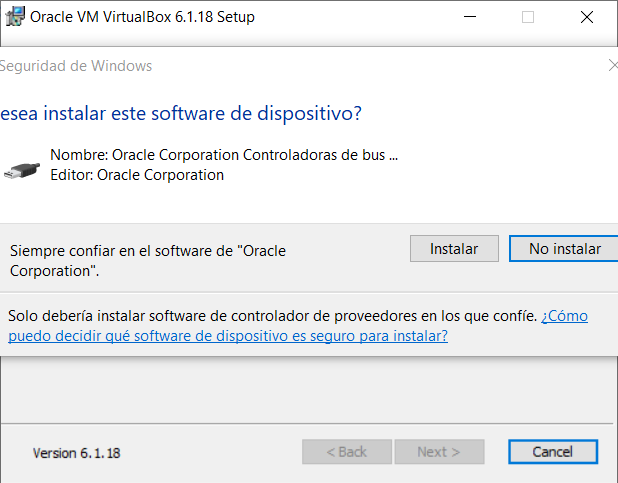 Oracle VM VirtualBox 6.1.18 Setup
Seguridad de Windows
esea instalar este software de dispositivo?
Nombre: Oracle Corporation Controladoras de bus ...
Editor: Oracle Corporation
Siempre confiar en el software de "Oracle
Corporation".
Instalar
No instalar
Solo debería instalar software de controlador de proveedores en los que confíe. ¿Cómo
puedo decidir qué software de dispositivo es seguro para instalar?
Version 6.1.18
< Back
Next >
Cancel